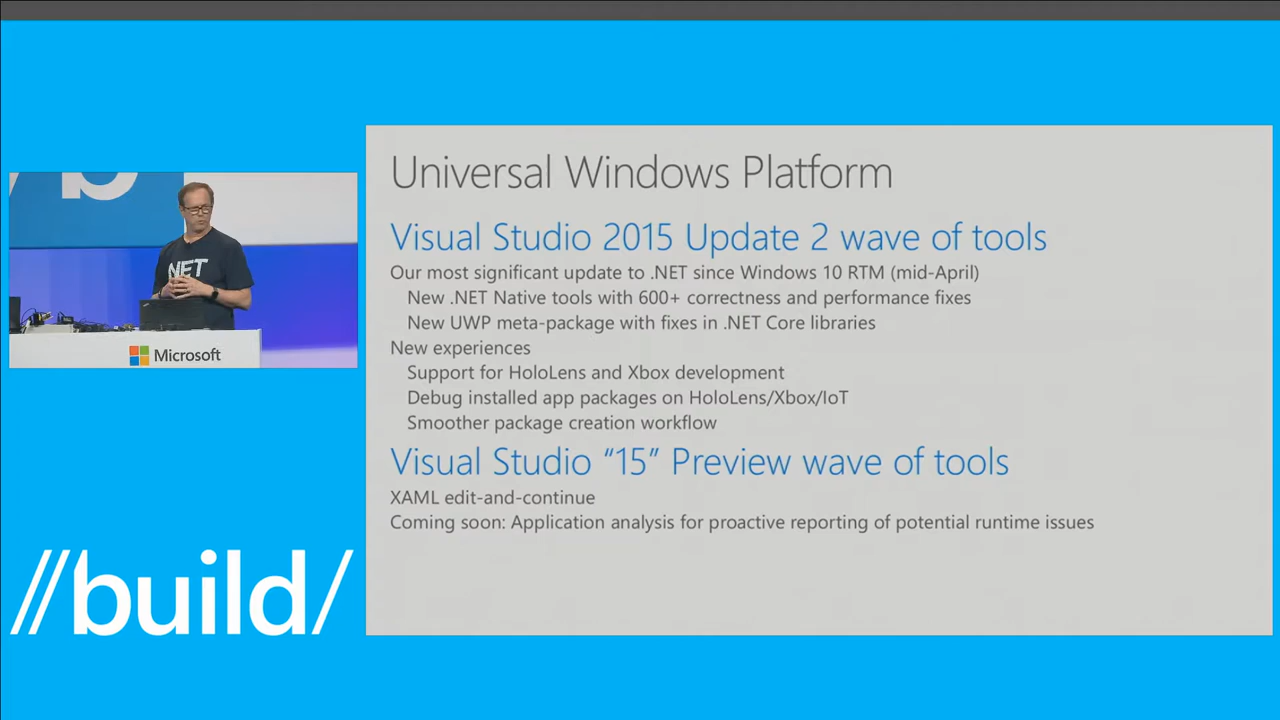 Universal Windows Platform
Visual Studio 2015 Update 2 wave of tools
Our most significant update to .NET since Windows 10 RTM (mid-April)
New .NET Native tools with 600+ correctness and performance fixes
New UWP meta-package with fixes in .NET Core libraries
New experiences
Support for HoloLens and Xbox development
Debug installed app packages on HoloLens/Xbox/IoT
Smoother package creation workflow
Visual Studio “15” Preview wave of tools
XAML edit-and-continue
Coming soon: Application analysis for proactive reporting of potential runtime issues
/b
.NET
Microsoft
//build/